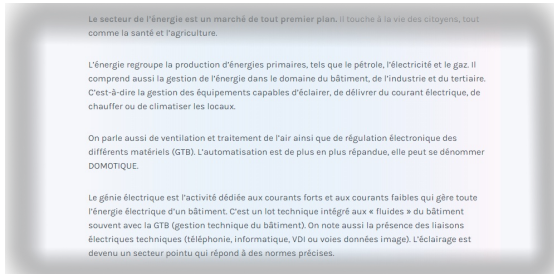 Le secteur de l'énergie est un marché de tout premier plan. Il touche à la vie des citoyens, tout
comme la santé et l'agriculture.
L'énergie regroupe la production d'énergies primaires, tels que le pétrole, l'électricité et le gaz. Il
comprend aussi la gestion de l'énergie dans le domaine du bâtiment, de l'industrie et du tertiaire.
C'est-à-dire la gestion des équipements capables d'éclairer, de délivrer du courant électrique, de
chauffer ou de climatiser les locaux.
On parle aussi de ventilation et traitement de l'air ainsi que de régulation électronique des
différents matériels (GTB). L'automatisation est de plus en plus répandue, elle peut se dénommer
DOMOTIQUE.
Le génie électrique est l'activité dédiée aux courants forts et aux courants faibles qui gère toute
l'énergie électrique d'un bâtiment. C'est un lot technique intégré aux « fluides » du bâtiment
souvent avec la GTB (gestion technique du bâtiment). On note aussi la présence des liaisons
électriques techniques (téléphonie, informatique, VDI ou voies données image). L'éclairage est
devenu un secteur pointu qui répond à des normes précises.